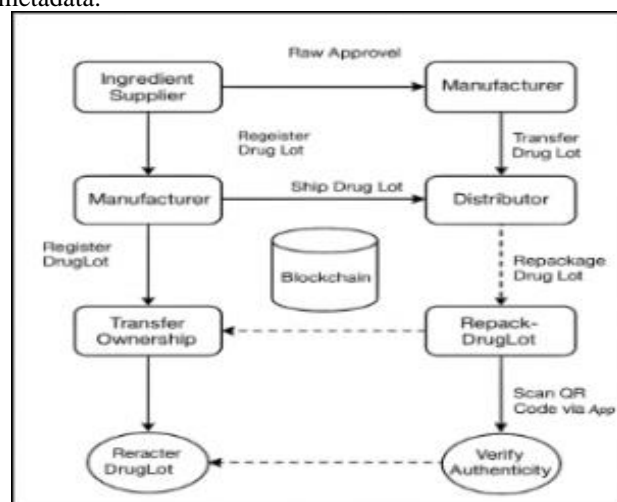 metadata.
Raw Approvel
Ingredient
Supplier
Manufacturer
Regeister
Drug Lot
Transfer
Drug Lot
Manufacturer
Ship Drug Lot
Distributor
Register
DrugLot
Blockchain
Repackage
Drug Lot
Transfer
Ownership
Repack-
DrugLot
Scan QR
Code via App
Reracter
DrugLot
Verify
Authenticity